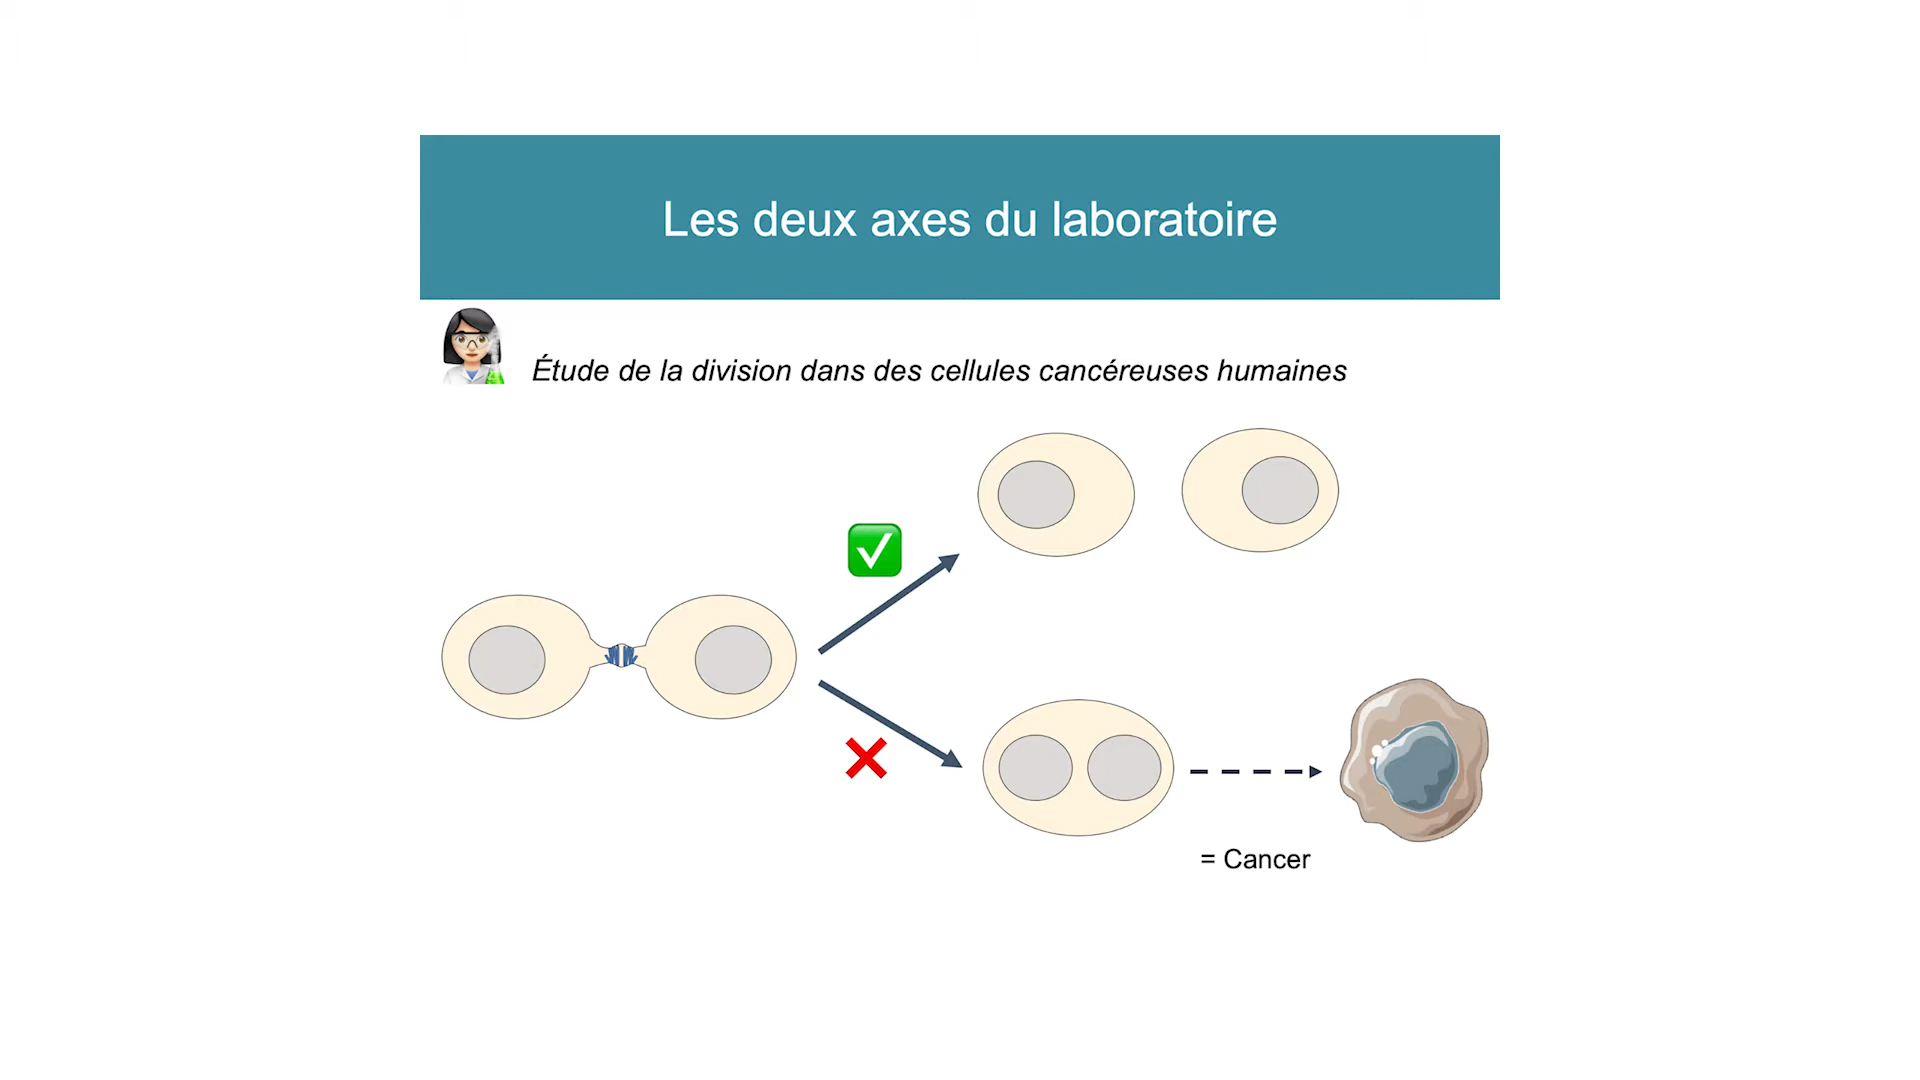 Les deux axes du laboratoire
Étude de la division dans des cellules cancéreuses humaines
= Cancer